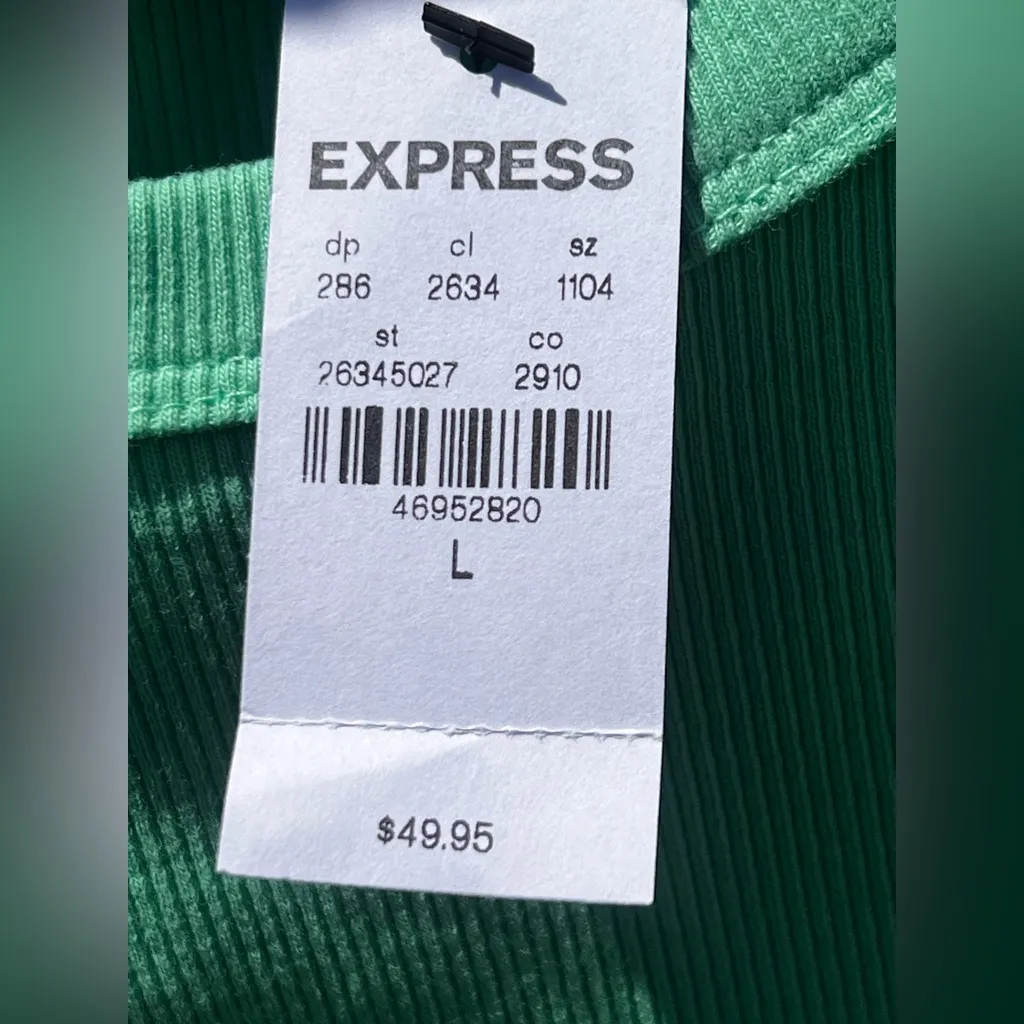 EXPRESS
dp cl sz
286 2634 1104
st co
26345027 2910
46952820
L
$49.95